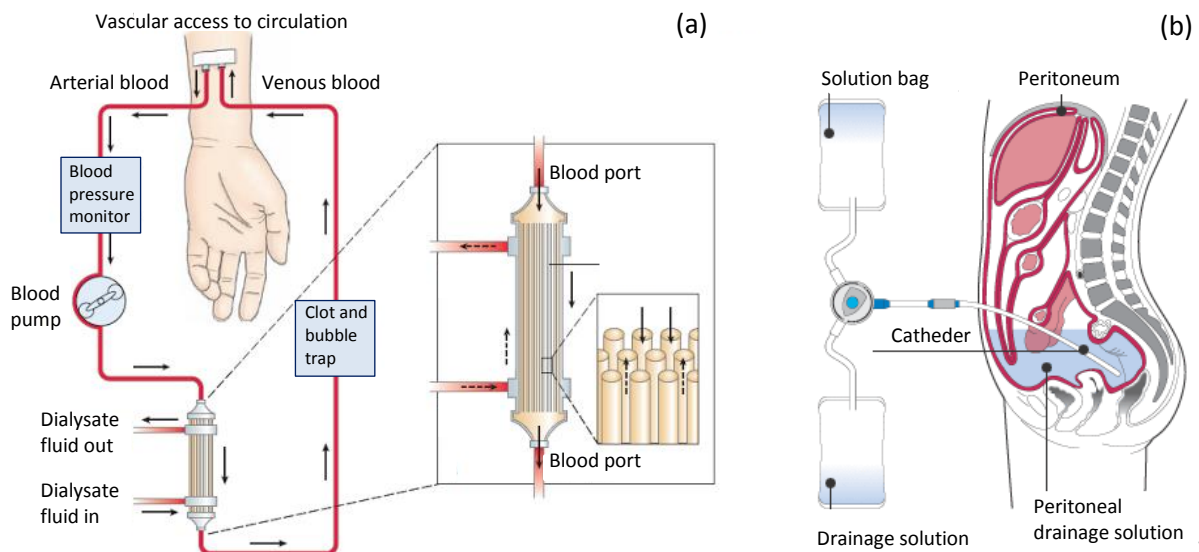 Vascular access to circulation
(a)
Arterial blood
Venous blood
Blood
pressure
monitor
Blood
pump
Clot and
bubble
trap
Dialysate
fluid out
Dialysate
fluid in
Blood port
Blood port
(b)
Solution bag
Peritoneum
Catheder
Drainage solution
Peritoneal
drainage solution